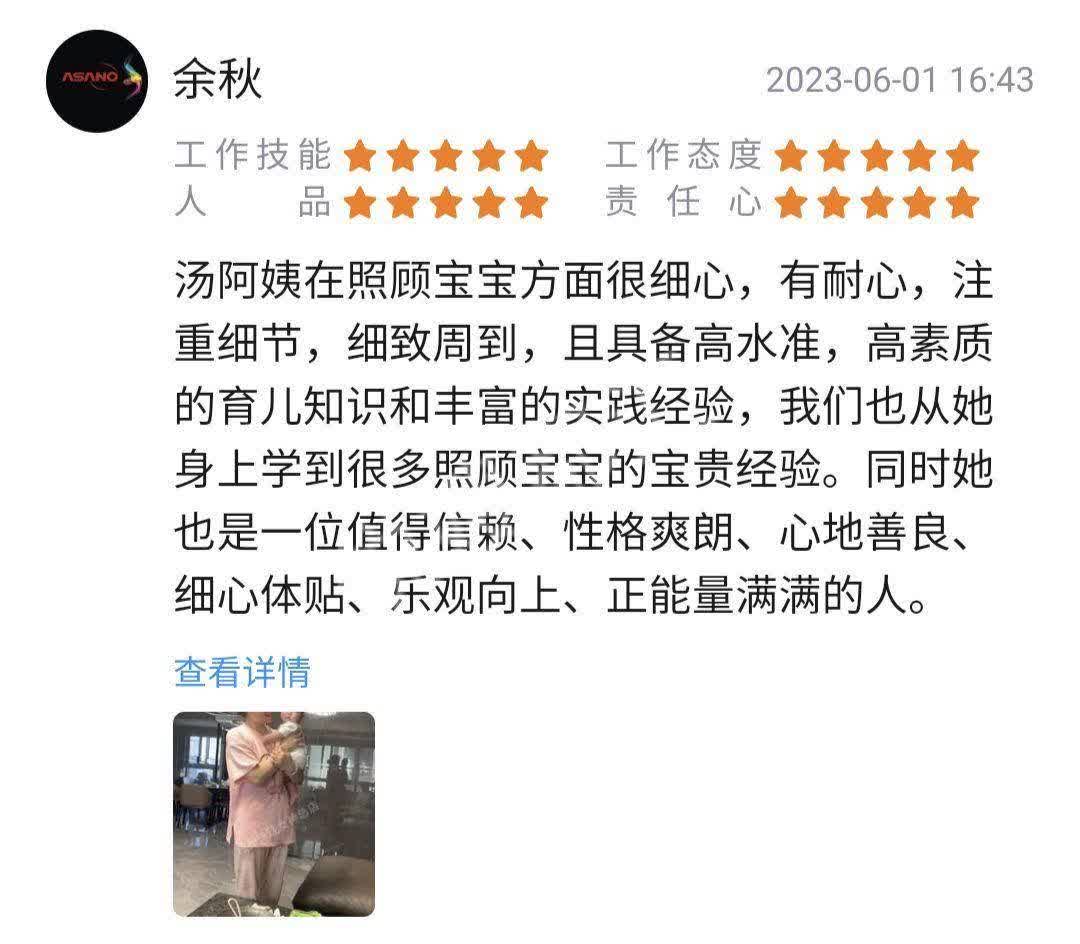 ASANO
余秋
2023-06-01 16:43
工作技能
工作态度
人品
责任心
汤阿姨在照顾宝宝方面很细心，有耐心，注
重细节，细致周到，且具备高水准，高素质
的育儿知识和丰富的实践经验，我们也从她
身上学到很多照顾宝宝的宝贵经验。同时她
也是一位值得信赖、性格爽朗、心地善良、
细心体贴、乐观向上、正能量满满的人。
查看详情